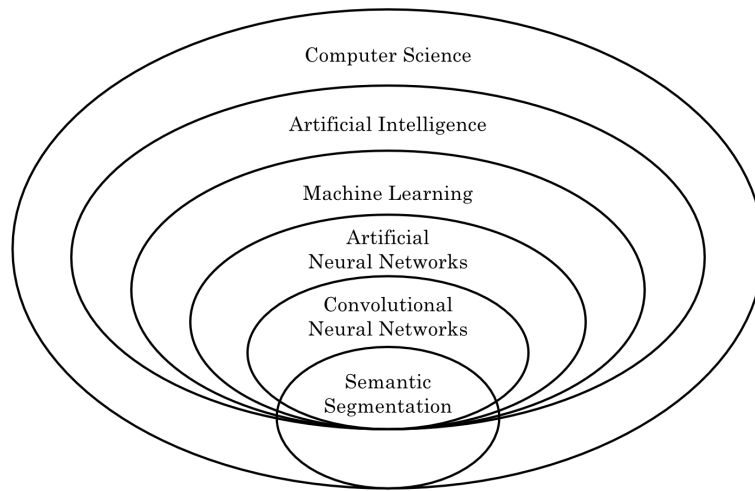 Computer Science
Artificial Intelligence
Machine Learning
Artificial
Neural Networks
Convolutional
Neural Networks
Semantic
Segmentation